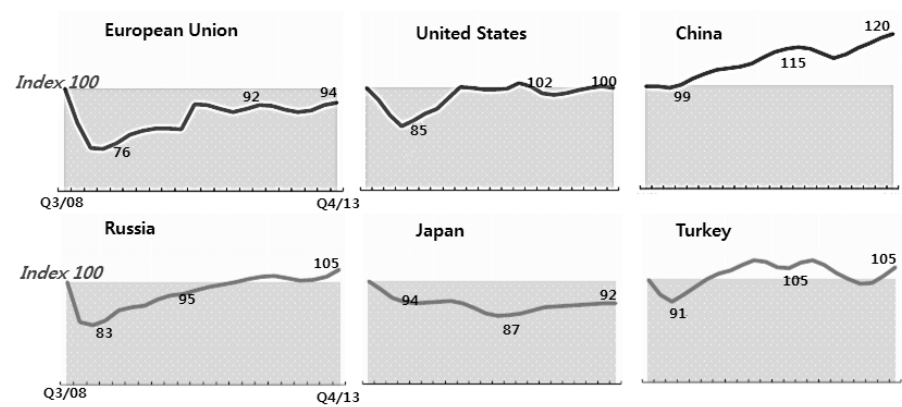 European Union
United States
China
Index 100
76
92
94
85
102
100
99
115
120
Q3/08
Q4/13
Russia
Japan
Turkey
Index 100
83
95
105
94
87
92
91
105
105
Q3/08
Q4/13